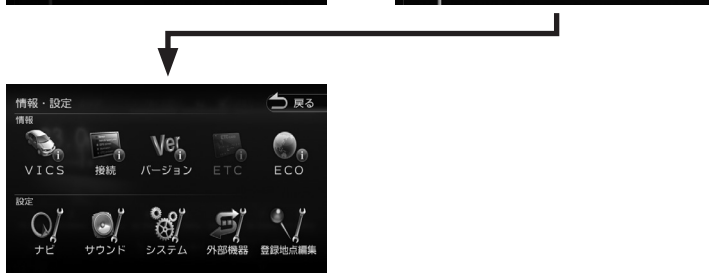 情報・設定 戻る
情報
Ver
VICS 接続 バージョン ETC ECO
設定
ナビ サウンド システム 外部機器 登録地点編集